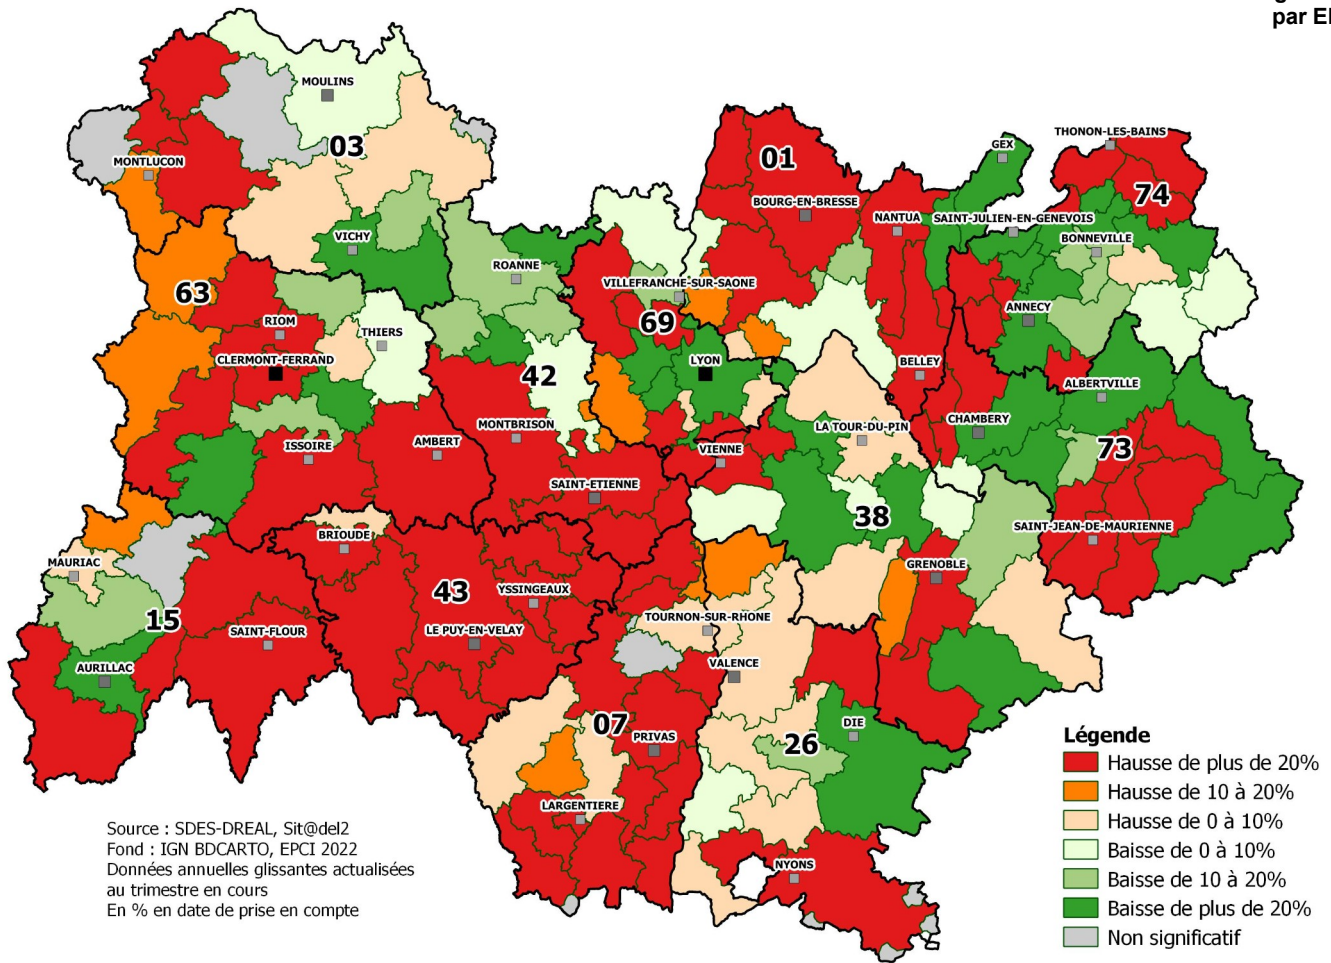 par E
MOULINS
03
MONTLUCON
VICHY
63
RIOM
THIERS
CLERMONT-FERRAND
ISSOIRE
AMBERT
ROANNE
42
MONTBRISON
SAINT-ETIENNE
01
BOURG-EN-BRESSE
NANTUA
GEX
THONON-LES-BAINS
74
SAINT-JULIEN-EN-GENEVOIS
BONNEVILLE
VILLEFRANCHE-SUR-SAONE
69
LYON
ANNECY
BELLEY
ALBERTVILLE
CHAMBERY
73
VIENNE
LA TOUR-DU-PIN
38
SAINT-JEAN-DE-MAURIENNE
GRENOBLE
MAURIAC
15
BRIOUDE
43
YSSINGEAUX
SAINT-FLOUR
LE PUY-EN-VELAY
AURILLAC
TOURNON-SUR-RHONE
VALENCE
07
PRIVAS
26
DIE
LARGENTIERE
NYONS
Légende
Hausse de plus de 20%
Hausse de 10 à 20%
Hausse de 0 à 10%
Baisse de 0 à 10%
Baisse de 10 à 20%
Baisse de plus de 20%
Non significatif
Source : SDES-DREAL, Sit@del2
Fond : IGN BDCARTO, EPCI 2022
Données annuelles glissantes actualisées
au trimestre en cours
En % en date de prise en compte